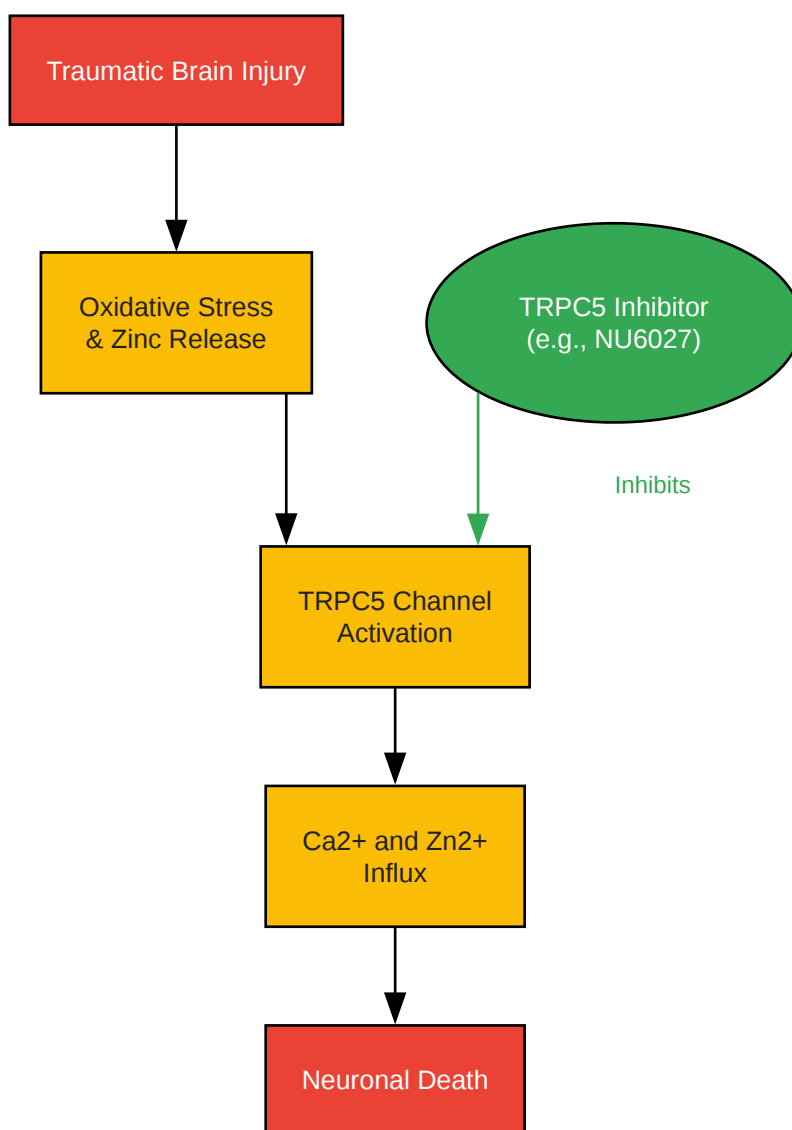 Traumatic Brain Injury
Oxidative Stress
& Zinc Release
TRPC5 Inhibitor
(e.g., NU6027)
Inhibits
TRPC5 Channel
Activation
Ca2+ and Zn2+
Influx
Neuronal Death